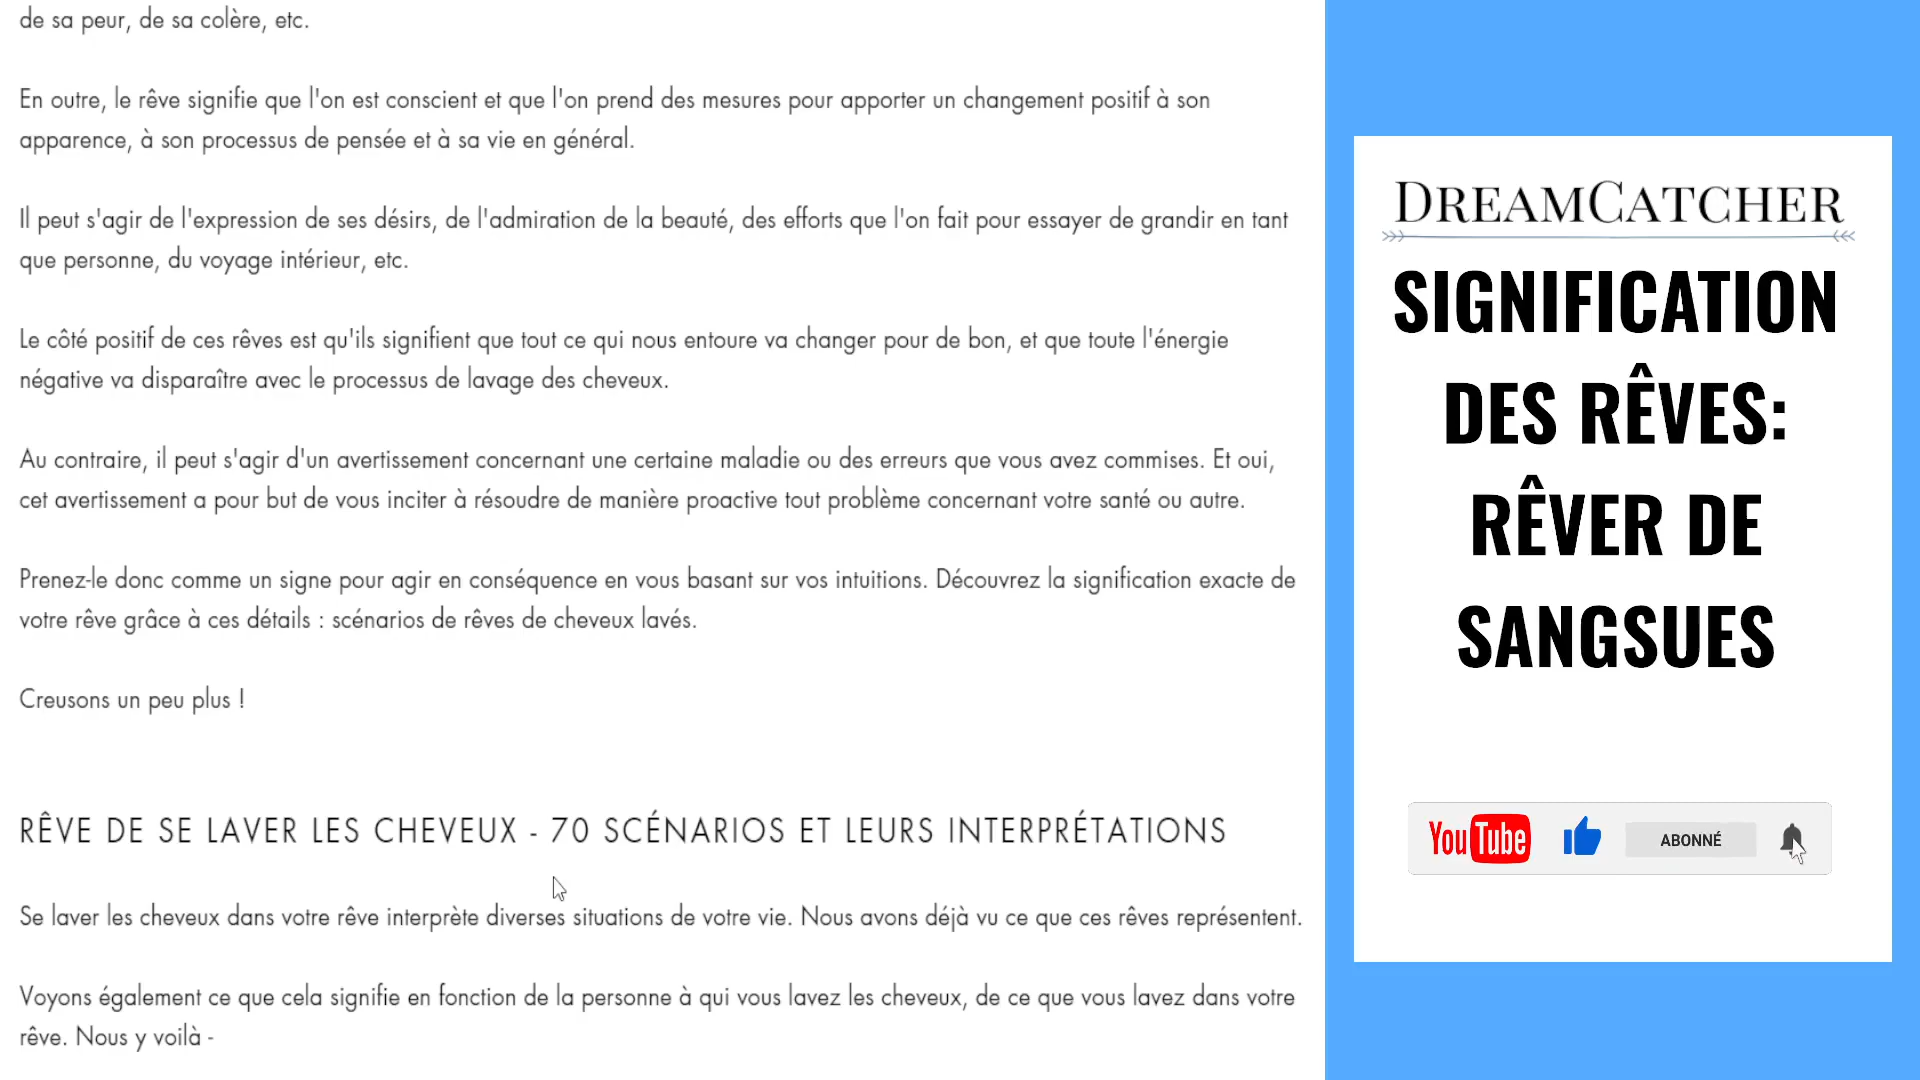 de sa peur, de sa colère, etc.
En outre, le rêve signifie que l'on est conscient et que l'on prend des mesures pour apporter un changement positif à son
apparence, à son processus de pensée et à sa vie en général.
Il peut s'agir de l'expression de ses désirs, de l'admiration de la beauté, des efforts que l'on fait pour essayer de grandir en tant
que personne, du voyage intérieur, etc.
Le côté positif de ces rêves est qu'ils signifient que tout ce qui nous entoure va changer pour de bon, et que toute l'énergie
négative va disparaître avec le processus de lavage des cheveux.
Au contraire, il peut s'agir d'un avertissement concernant une certaine maladie ou des erreurs que vous avez commises. Et oui,
cet avertissement a pour but de vous inciter à résoudre de manière proactive tout problème concernant votre santé ou autre.
Prenez-le donc comme un signe pour agir en conséquence en vous basant sur vos intuitions. Découvrez la signification exacte de
votre rêve grâce à ces détails : scénarios de rêves de cheveux lavés.
Creusons un peu plus !
RÊVE DE SE LAVER LES CHEVEUX - 70 SCÉNARIOS ET LEURS INTERPRÉTATIONS
Se laver les cheveux dans votre rêve interprète diverses situations de votre vie. Nous avons déjà vu ce que ces rêves représentent.
Voyons également ce que cela signifie en fonction de la personne à qui vous lavez les cheveux, de ce que vous lavez dans votre
rêve. Nous y voilà -
DREAMCATCHER
SIGNIFICATION
DES RÊVES:
RÊVER DE
SANGSUES
YouTube
ABONNÉ